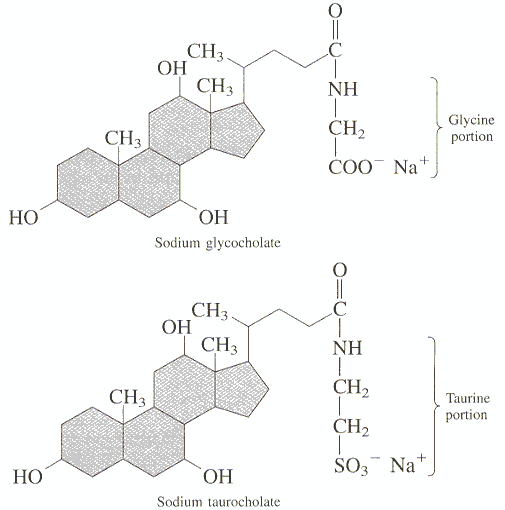 O
C
CH₃
OH
CH₃
NH
Glycine
portion
CH₂
CH₃
COO⁻ Na⁺
HO
OH
Sodium glycocholate
O
C
CH₃
OH
CH₃
NH
CH₂
Taurine
portion
CH₃
CH₂
SO₃⁻ Na⁺
HO
OH
Sodium taurocholate